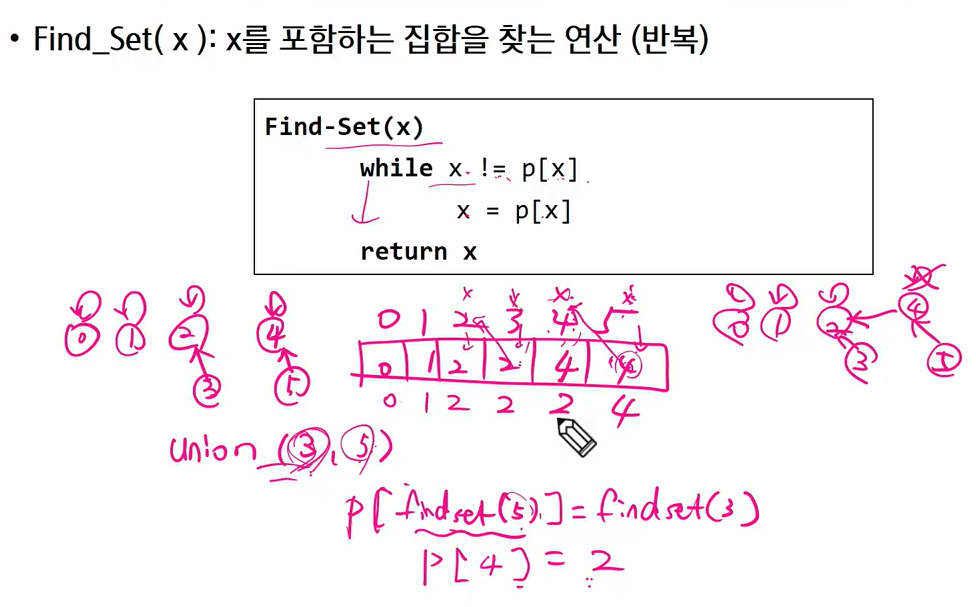 • Find_Set( x ): x를 포함하는 집합을 찾는 연산 (반복)
Find-Set(x)
while x != p[x]
x = p[x]
return x
0 1 2 4
3 5
0 1 2 3 4 5
0 1 2 2 4 4
0 1 2 2 2 4
0 1 2 4
3 5
union (3, 5)
p[findset(5)] = findset(3)
p[4] = 2